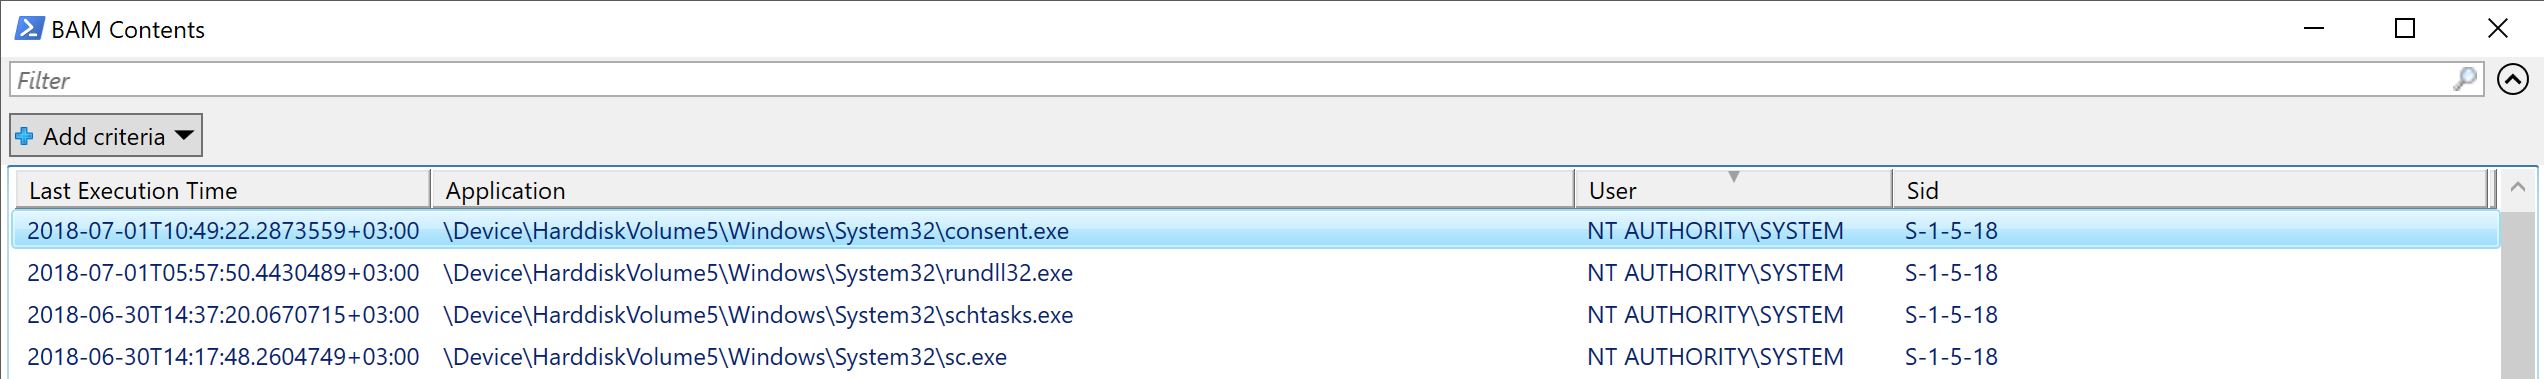 BAM Contents
Filter
Add criteria
Last Execution Time Application User Sid
2018-07-01T10:49:22.2873559+03:00 \Device\HarddiskVolume5\Windows\System32\consent.exe NT AUTHORITY\SYSTEM S-1-5-18
2018-07-01T05:57:50.4430489+03:00 \Device\HarddiskVolume5\Windows\System32\rundll32.exe NT AUTHORITY\SYSTEM S-1-5-18
2018-06-30T14:37:20.0670715+03:00 \Device\HarddiskVolume5\Windows\System32\schtasks.exe NT AUTHORITY\SYSTEM S-1-5-18
2018-06-30T14:17:48.2604749+03:00 \Device\HarddiskVolume5\Windows\System32\sc.exe NT AUTHORITY\SYSTEM S-1-5-18